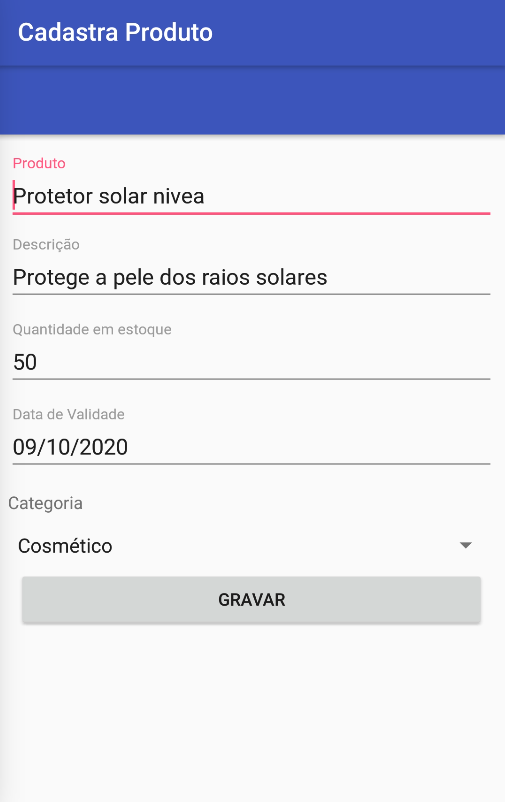 Cadastra Produto
Produto
Protetor solar nivea
Descrição
Protege a pele dos raios solares
Quantidade em estoque
50
Data de Validade
09/10/2020
Categoria
Cosmético
GRAVAR